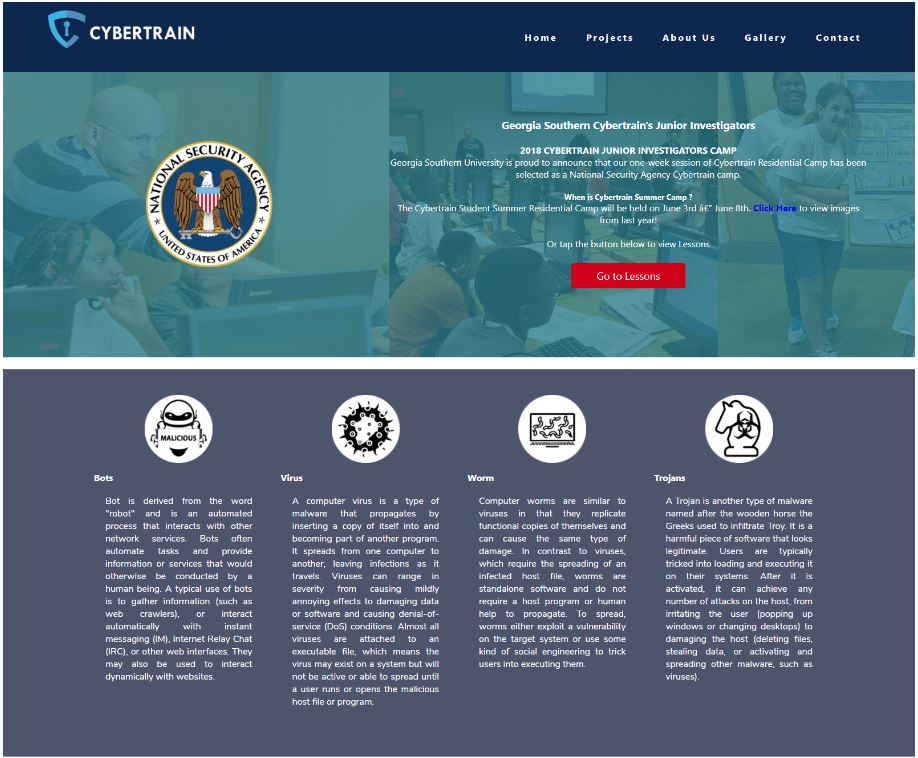 CYBERTRAIN
Home Projects About Us Gallery Contact
NATIONAL SECURITY AGENCY
UNITED STATES OF AMERICA
Georgia Southern Cybertrain's Junior Investigators
2018 CYBERTRAIN JUNIOR INVESTIGATORS CAMP
Georgia Southern University is proud to announce that our one-week session of Cybertrain Residential Camp has been
selected as a National Security Agency Cybertrain camp.
When is Cybertrain Summer Camp ?
The Cybertrain Student Summer Residential Camp will be held on June 3rd â€“ June 8th. Click Here to view images
from last year!
Or tap the button below to view Lessons
Go to Lessons
MALICIOUS
Bots
Bot is derived from the word
"robot" and is an automated
process that interacts with other
network services. Bots often
automate tasks and provide
information or services that would
otherwise be conducted by a
human being. A typical use of bots
is to gather information (such as
web crawlers), or interact
automatically with instant
messaging (IM), Internet Relay Chat
(IRC), or other web interfaces. They
may also be used to interact
dynamically with websites.
Virus
A computer virus is a type of
malware that propagates by
inserting a copy of itself into and
becoming part of another program.
It spreads from one computer to
another, leaving infections as it
travels. Viruses can range in
severity from causing mildly
annoying effects to damaging data
or software and causing denial-of-
service (DoS) conditions. Almost all
viruses are attached to an
executable file, which means the
virus may exist on a system but will
not be active or able to spread until
a user runs or opens the malicious
host file or program.
Worm
Computer worms are similar to
viruses in that they replicate
functional copies of themselves and
can cause the same type of
damage. In contrast to viruses,
which require the spreading of an
infected host file, worms are
standalone software and do not
require a host program or human
help to propagate. To spread,
worms either exploit a vulnerability
on the target system or use some
kind of social engineering to trick
users into executing them.
Trojans
A Trojan is another type of malware
named after the wooden horse the
Greeks used to infiltrate Troy. It is a
harmful piece of software that looks
legitimate. Users are typically
tricked into loading and executing it
on their systems. After it is
activated, it can achieve any
number of attacks on the host, from
irritating the user (popping up
windows or changing desktops) to
damaging the host (deleting files,
stealing data, or activating and
spreading other malware, such as
viruses).